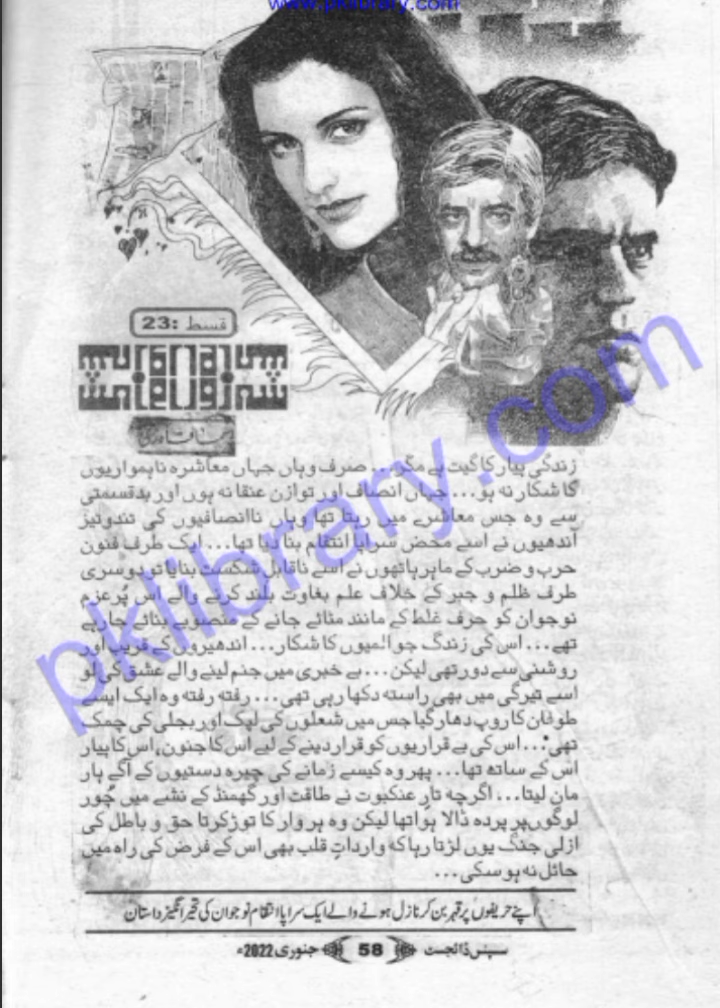 www.pklibrary.com
قسط :23
شہ زور
زندگی پیار کا گیت ہے مگر... صرف وہاں جہاں معاشرہ ناہمواریوں
کا شکار نہ ہو... جہاں انصاف اور توازن عنقا نہ ہوں اور بدقسمتی
سے وہ جس معاشرے میں رہتا تھا وہاں ناانصافیوں کی تندوتیز
آندھیوں نے اسے محض سراپا انتقام بنا دیا تھا... ایک طرف فنون
حرب و ضرب کے ماہر ہاتھوں نے اسے ناقابلِ شکست بنایا تو دوسری
طرف ظلم و جبر کے خلاف علم بغاوت بلند کرنے والے اس پُرعزم
نوجوان کو حرف غلط کے مانند مٹائے جانے کے منصوبے بنائے جارہے
تھے... اس کی زندگی جو المیوں کا شکار... اندھیروں کے قریب اور
روشنی سے دور تھی لیکن... بے خبری میں جنم لینے والے عشق کی لو
اسے تیرگی میں بھی راستہ دکھا رہی تھی... رفتہ رفتہ وہ ایک ایسے
طوفان کا روپ دھار گیا جس میں شعلوں کی لپک اور بجلی کی چمک
تھی... اس کی بے قراریوں کو قرار دینے کے لیے اس کا جنون، اس کا پیار
اس کے ساتھ تھا... پھر وہ کیسے زمانے کی چیرہ دستیوں کے آگے ہار
مان لیتا... اگرچہ تارِ عنکبوت نے طاقت اور گھمنڈ کے نشے میں چُور
لوگوں پر پردہ ڈالا ہوا تھا لیکن وہ ہر وار کا توڑ کرتا حق و باطل کی
ازلی جنگ یوں لڑتا رہا کہ وارداتِ قلب بھی اس کے فرض کی راہ میں
حائل نہ ہو سکی...
اپنے حریفوں پر قہر بن کر نازل ہونے والے ایک سراپا انتقام نوجوان کی تحیر انگیز داستان
سسپنس ڈائجسٹ 58 جنوری 2022ء
pklibrary.com